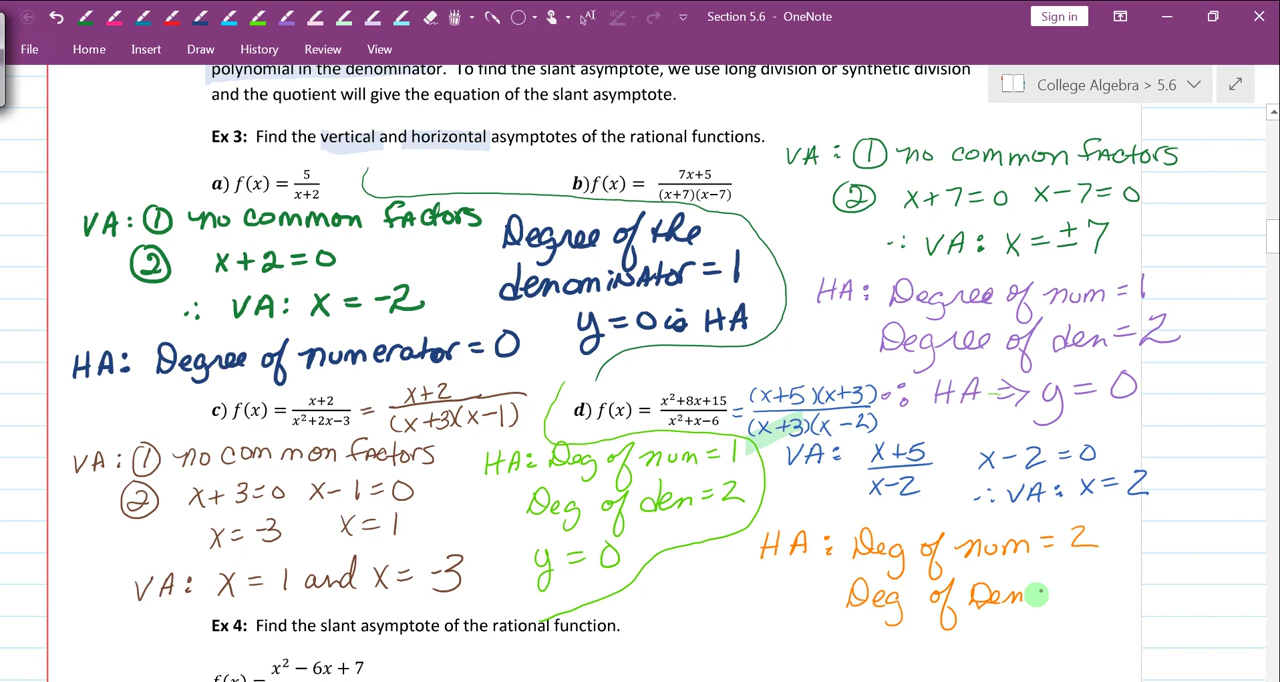 Section 5.6 - OneNote
Sign in
File Home Insert Draw History Review View
College Algebra > 5.6
polynomial in the denominator. To find the slant asymptote, we use long division or synthetic division
and the quotient will give the equation of the slant asymptote.
Ex 3: Find the vertical and horizontal asymptotes of the rational functions.
a) f(x) = 5/(x+2)
VA: ① no common factors
② x+2=0
∴ VA: x = -2
HA: Degree of numerator = 0
Degree of the
denominator = 1
y = 0 is HA
b) f(x) = (7x+5)/((x+7)(x−7))
VA: ① no common factors
② x+7=0 x-7=0
∴ VA: x = ±7
HA: Degree of num = 1
Degree of den = 2
∴ HA => y = 0
c) f(x) = (x+2)/(x²+2x−3) = (x+2)/((x+3)(x-1))
VA: ① no common factors
② x+3=0 x-1=0
x=-3 x=1
VA: x = 1 and x = -3
HA: Deg of num = 1
Deg of den = 2
y = 0
d) f(x) = (x²+8x+15)/(x²+x−6) = ((x+5)(x+3))/((x+3)(x-2))
VA: (x+5)/(x-2) x-2=0
∴ VA: x = 2
HA: Deg of num = 2
Deg of Den
Ex 4: Find the slant asymptote of the rational function.
f(x) = x² − 6x + 7